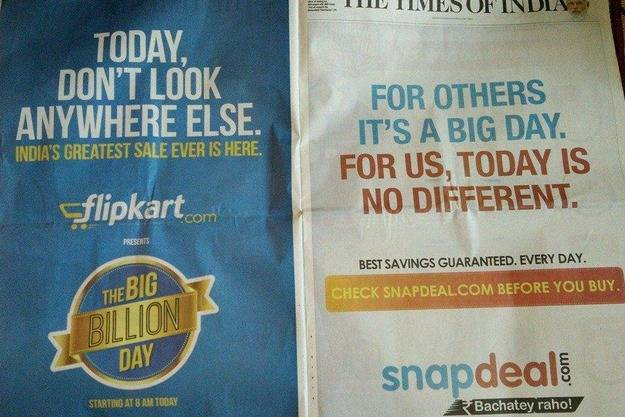 TODAY,
DON'T LOOK
ANYWHERE ELSE.
INDIA'S GREATEST SALE EVER IS HERE.
flipkart.com
PRESENTS
THE BIG
BILLION
DAY
STARTING AT 8 AM TODAY
THE TIMES OF INDIA
FOR OTHERS
IT'S A BIG DAY.
FOR US, TODAY IS
NO DIFFERENT.
BEST SAVINGS GUARANTEED. EVERY DAY.
CHECK SNAPDEAL.COM BEFORE YOU BUY.
snapdeal.com
₹ Bachatey raho!